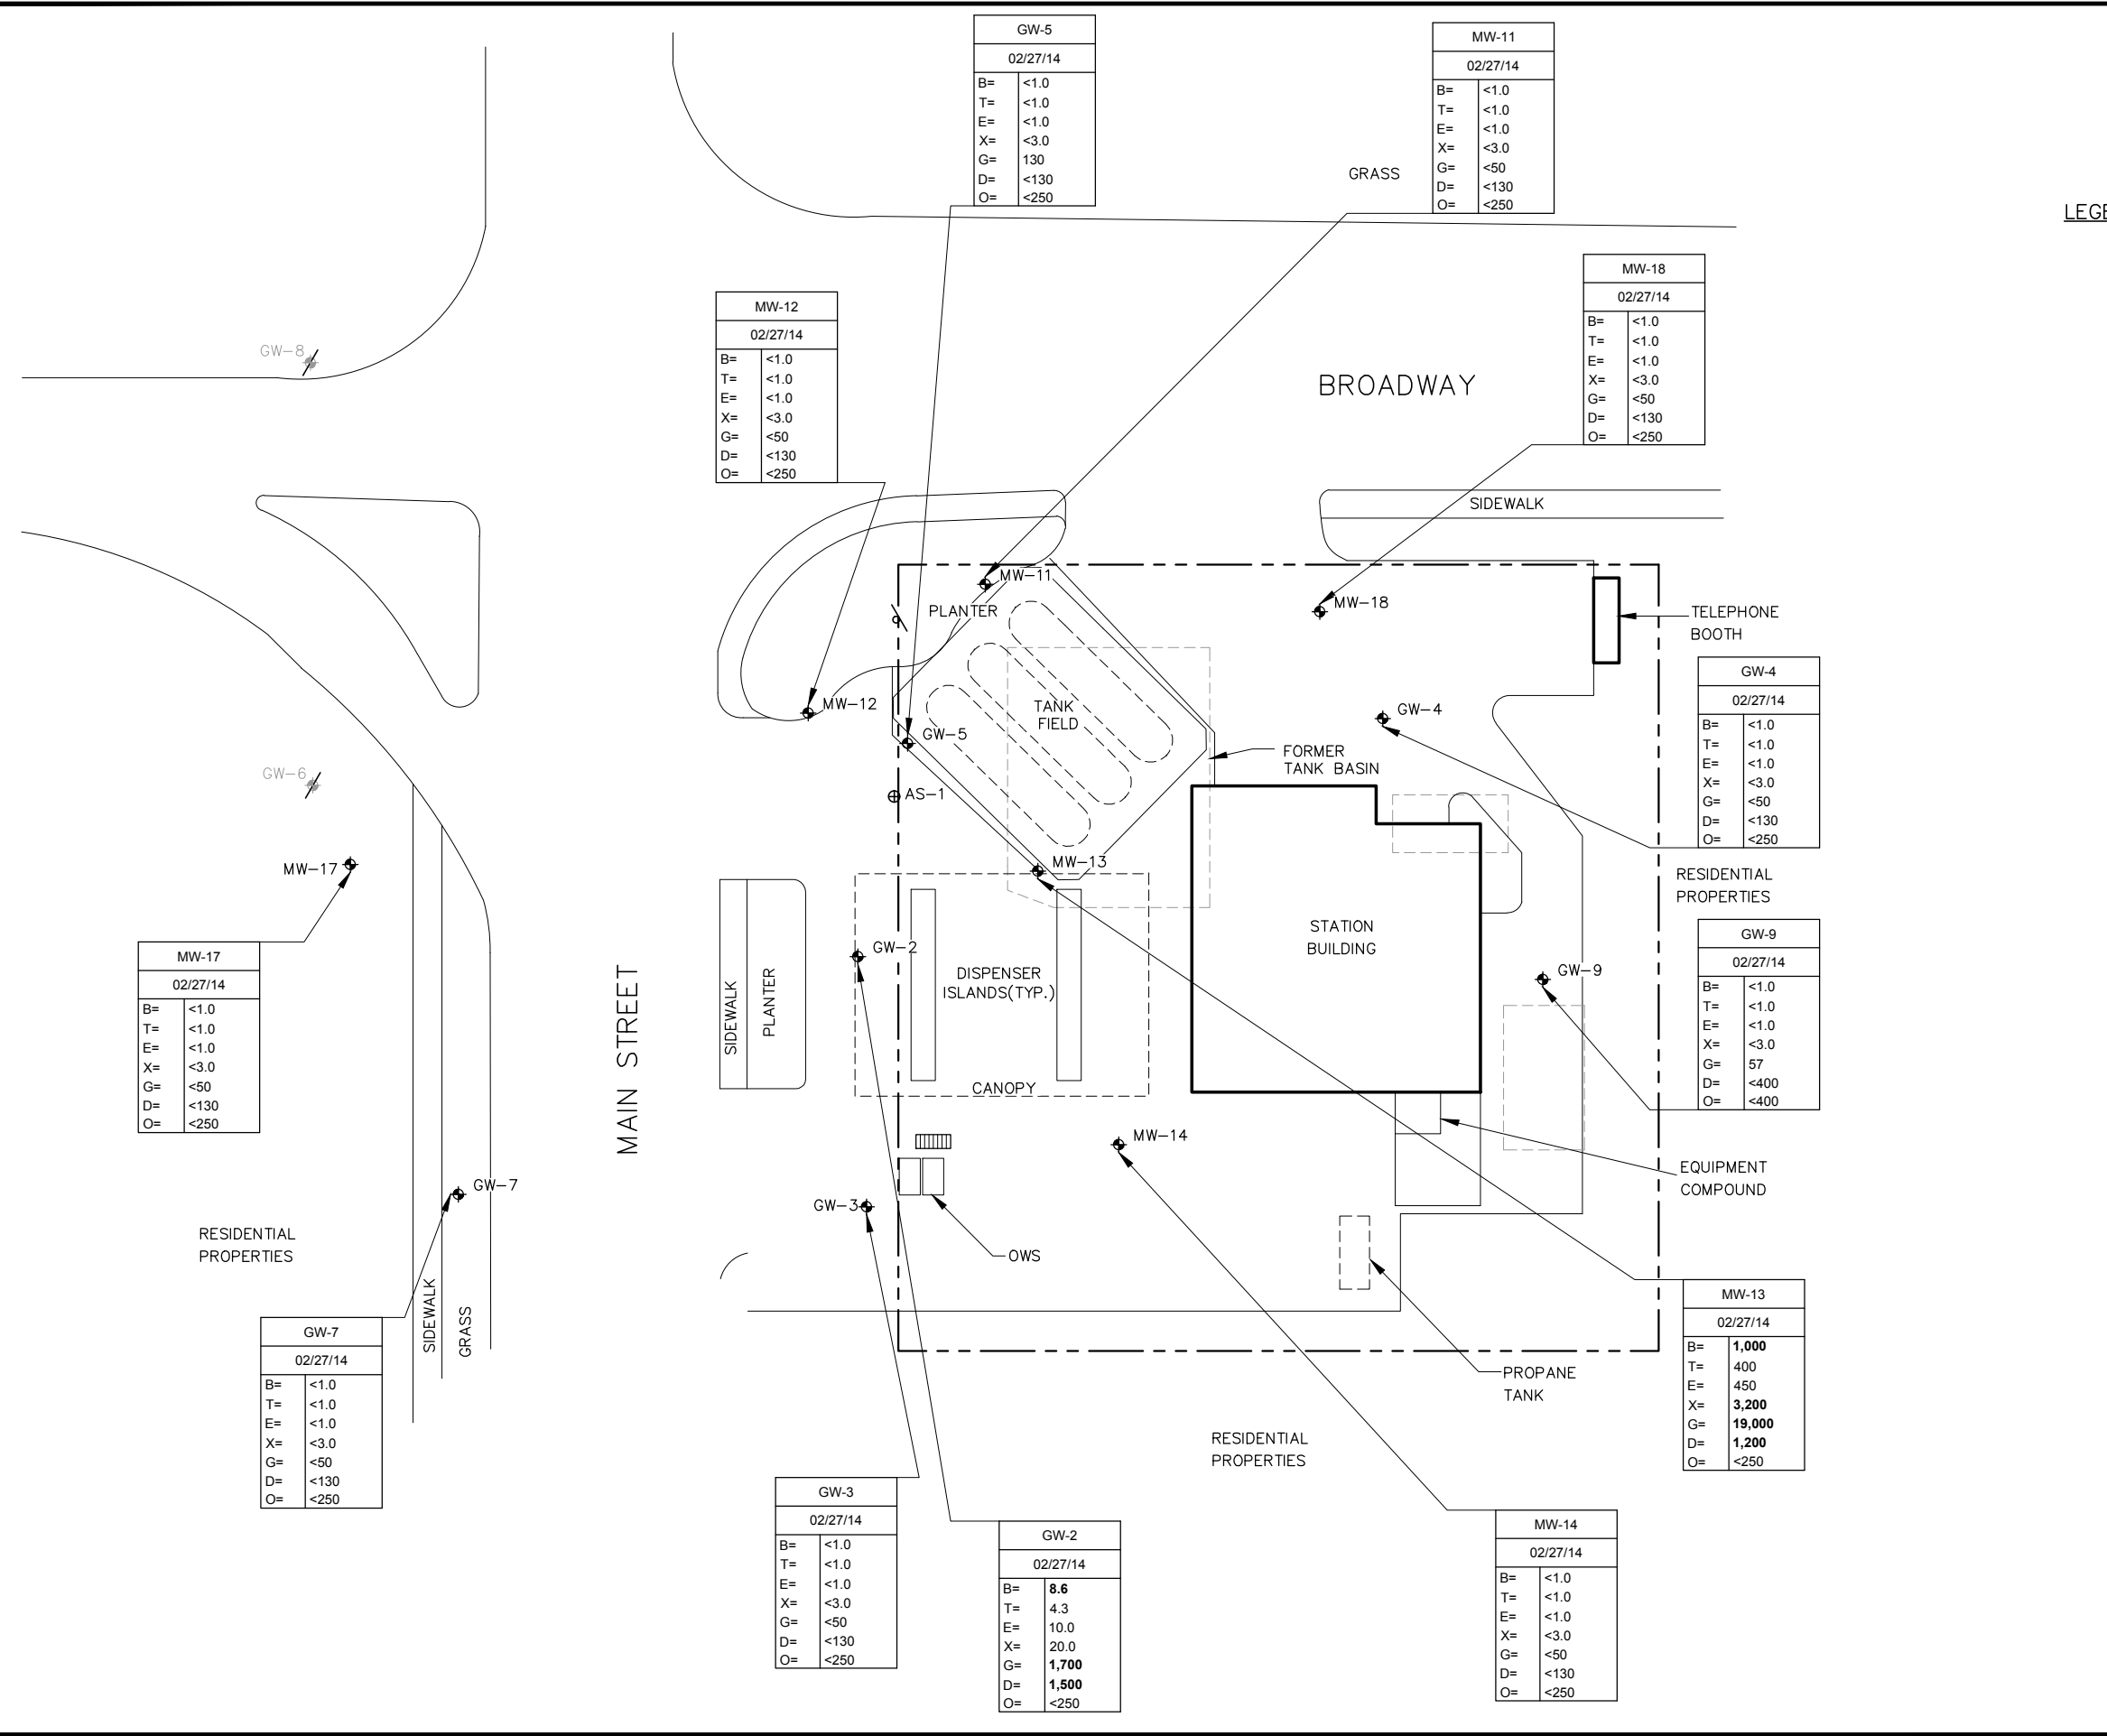 GW-5
02/27/14
B= <1.0
T= <1.0
E= <1.0
X= <3.0
G= 130
D= <130
O= <250
MW-11
02/27/14
B= <1.0
T= <1.0
E= <1.0
X= <3.0
G= <50
D= <130
O= <250
GRASS
MW-18
02/27/14
B= <1.0
T= <1.0
E= <1.0
X= <3.0
G= <50
D= <130
O= <250
MW-12
02/27/14
B= <1.0
T= <1.0
E= <1.0
X= <3.0
G= <50
D= <130
O= <250
GW-8
BROADWAY
SIDEWALK
MW-11
PLANTER
MW-18
TELEPHONE
BOOTH
MW-12
TANK
FIELD
GW-4
GW-5
FORMER
TANK BASIN
GW-4
02/27/14
B= <1.0
T= <1.0
E= <1.0
X= <3.0
G= <50
D= <130
O= <250
GW-6
AS-1
MW-17
MW-13
RESIDENTIAL
PROPERTIES
STATION
BUILDING
GW-2
DISPENSER
ISLANDS(TYP.)
SIDEWALK
PLANTER
CANOPY
MAIN STREET
GW-9
GW-9
02/27/14
B= <1.0
T= <1.0
E= <1.0
X= <3.0
G= 57
D= <400
O= <400
MW-17
02/27/14
B= <1.0
T= <1.0
E= <1.0
X= <3.0
G= <50
D= <130
O= <250
MW-14
EQUIPMENT
COMPOUND
GW-7
GW-3
OWS
RESIDENTIAL
PROPERTIES
SIDEWALK
GRASS
GW-7
02/27/14
B= <1.0
T= <1.0
E= <1.0
X= <3.0
G= <50
D= <130
O= <250
MW-13
02/27/14
B= 1,000
T= 400
E= 450
X= 3,200
G= 19,000
D= 1,200
O= <250
PROPANE
TANK
RESIDENTIAL
PROPERTIES
GW-3
02/27/14
B= <1.0
T= <1.0
E= <1.0
X= <3.0
G= <50
D= <130
O= <250
GW-2
02/27/14
B= 8.6
T= 4.3
E= 10.0
X= 20.0
G= 1,700
D= 1,500
O= <250
MW-14
02/27/14
B= <1.0
T= <1.0
E= <1.0
X= <3.0
G= <50
D= <130
O= <250